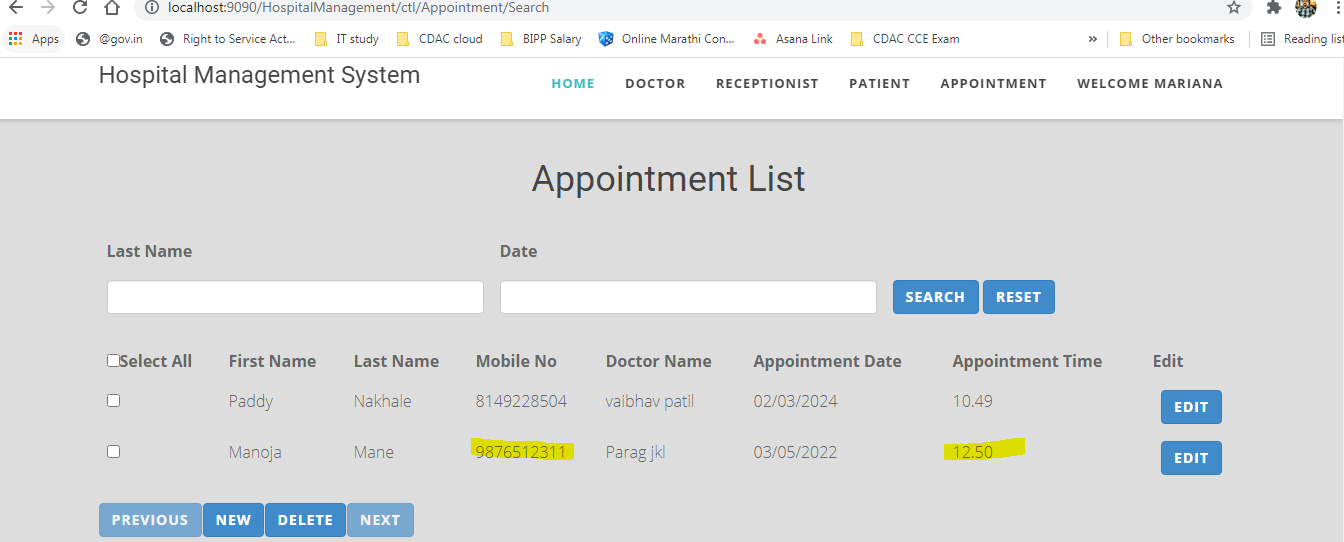 localhost:9090/HospitalManagement/ctl/Appointment/Search
Apps @gov.in Right to Service Act... IT study CDAC cloud BIPP Salary Online Marathi Con... Asana Link CDAC CCE Exam » Other bookmarks Reading list
Hospital Management System HOME DOCTOR RECEPTIONIST PATIENT APPOINTMENT WELCOME MARIANA
Appointment List
Last Name Date
SEARCH RESET
Select All First Name Last Name Mobile No Doctor Name Appointment Date Appointment Time Edit
Paddy Nakhale 8149228504 vaibhav patil 02/03/2024 10.49 EDIT
Manoja Mane 9876512311 Parag jkl 03/05/2022 12.50 EDIT
PREVIOUS NEW DELETE NEXT